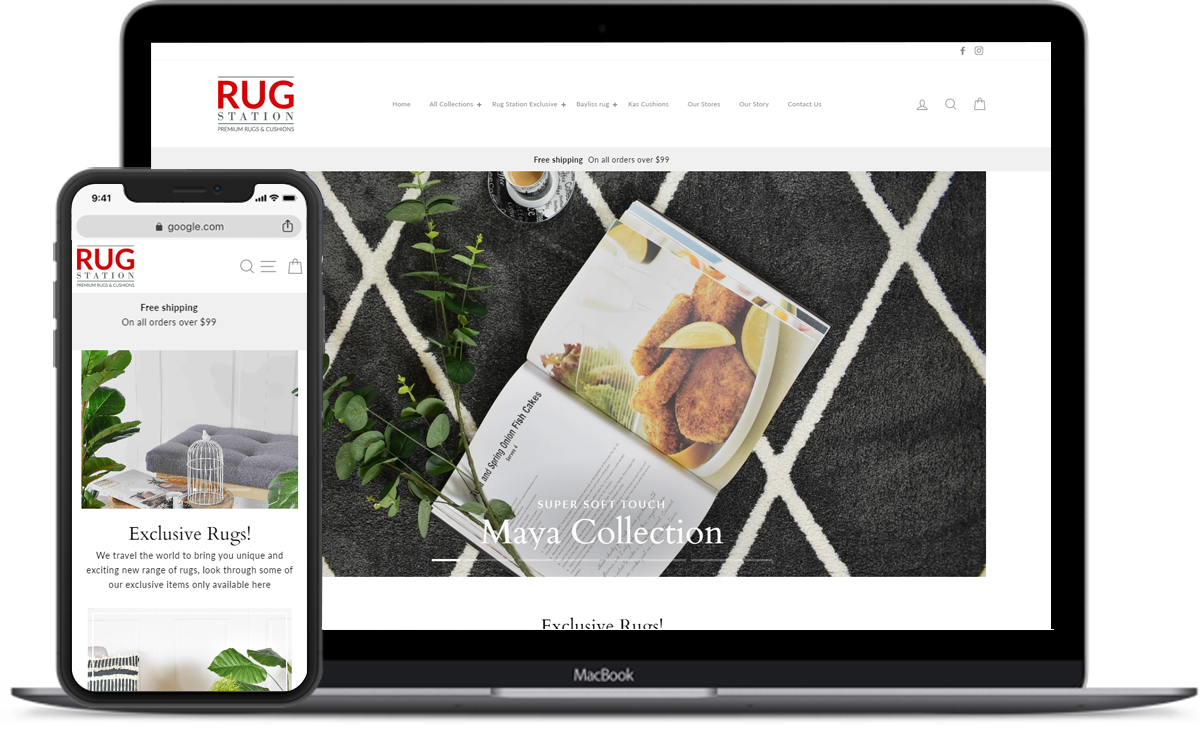 RUG
STATION
PREMIUM RUGS & CUSHIONS
Home All Collections + Rug Station Exclusive + Bayliss rug + Kas Cushions Our Stores Our Story Contact Us
Free shipping On all orders over $99
and Spring Onion Fish Cakes
Serves 4
SUPER SOFT TOUCH
Maya Collection
Exclusive Rugs!
MacBook
9:41
google.com
RUG
STATION
PREMIUM RUGS & CUSHIONS
Free shipping
On all orders over $99
Exclusive Rugs!
We travel the world to bring you unique and
exciting new range of rugs, look through some of
our exclusive items only available here